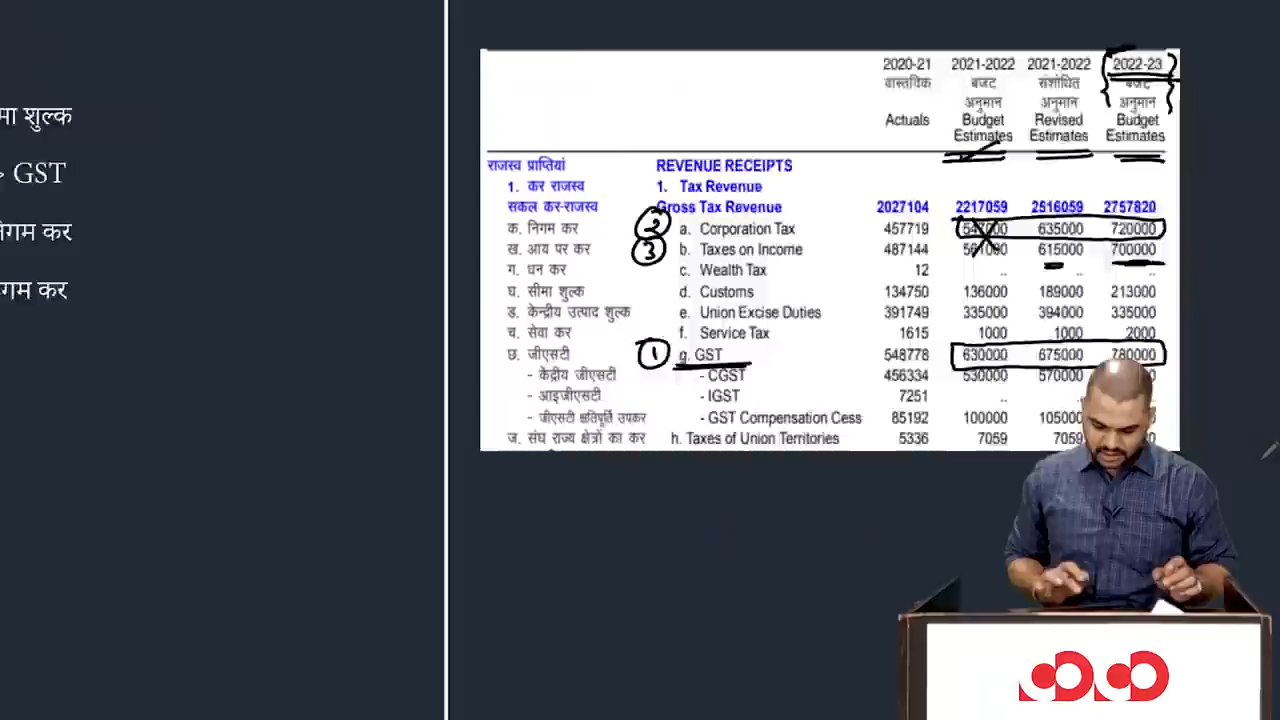 मा शुल्क
> GST
नेगम कर
गम कर
2020-21 2021-2022 2021-2022 2022-23
वास्तविक बजट संशोधित बजट
अनुमान अनुमान अनुमान
Actuals Budget Revised Budget
Estimates Estimates Estimates
राजस्व प्राप्तियां REVENUE RECEIPTS
1. कर राजस्व 1. Tax Revenue
सकल कर-राजस्व Gross Tax Revenue 2027104 2217059 2516059 2757820
क. निगम कर 2 a. Corporation Tax 457719 547000 635000 720000
ख. आय पर कर 3 b. Taxes on Income 487144 561000 615000 700000
ग. धन कर c. Wealth Tax 12 .. .. ..
घ. सीमा शुल्क d. Customs 134750 136000 189000 213000
ड. केन्द्रीय उत्पाद शुल्क e. Union Excise Duties 391749 335000 394000 335000
च. सेवा कर f. Service Tax 1615 1000 1000 2000
छ. जीएसटी 1 g. GST 548778 630000 675000 780000
- केंद्रीय जीएसटी - CGST 456334 530000 570000
- आइजीएसटी - IGST 7251 .. ..
- जीएसटी क्षतिपूर्ति उपकर - GST Compensation Cess 85192 100000 105000
ज. संघ राज्य क्षेत्रों का कर h. Taxes of Union Territories 5336 7059 7059